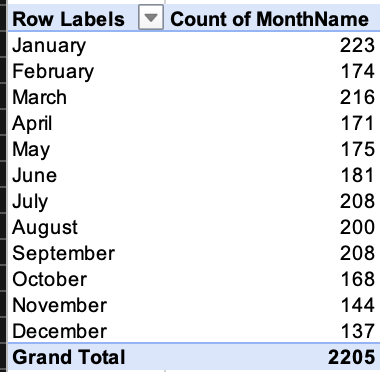 Row Labels Count of MonthName
January 223
February 174
March 216
April 171
May 175
June 181
July 208
August 200
September 208
October 168
November 144
December 137
Grand Total 2205